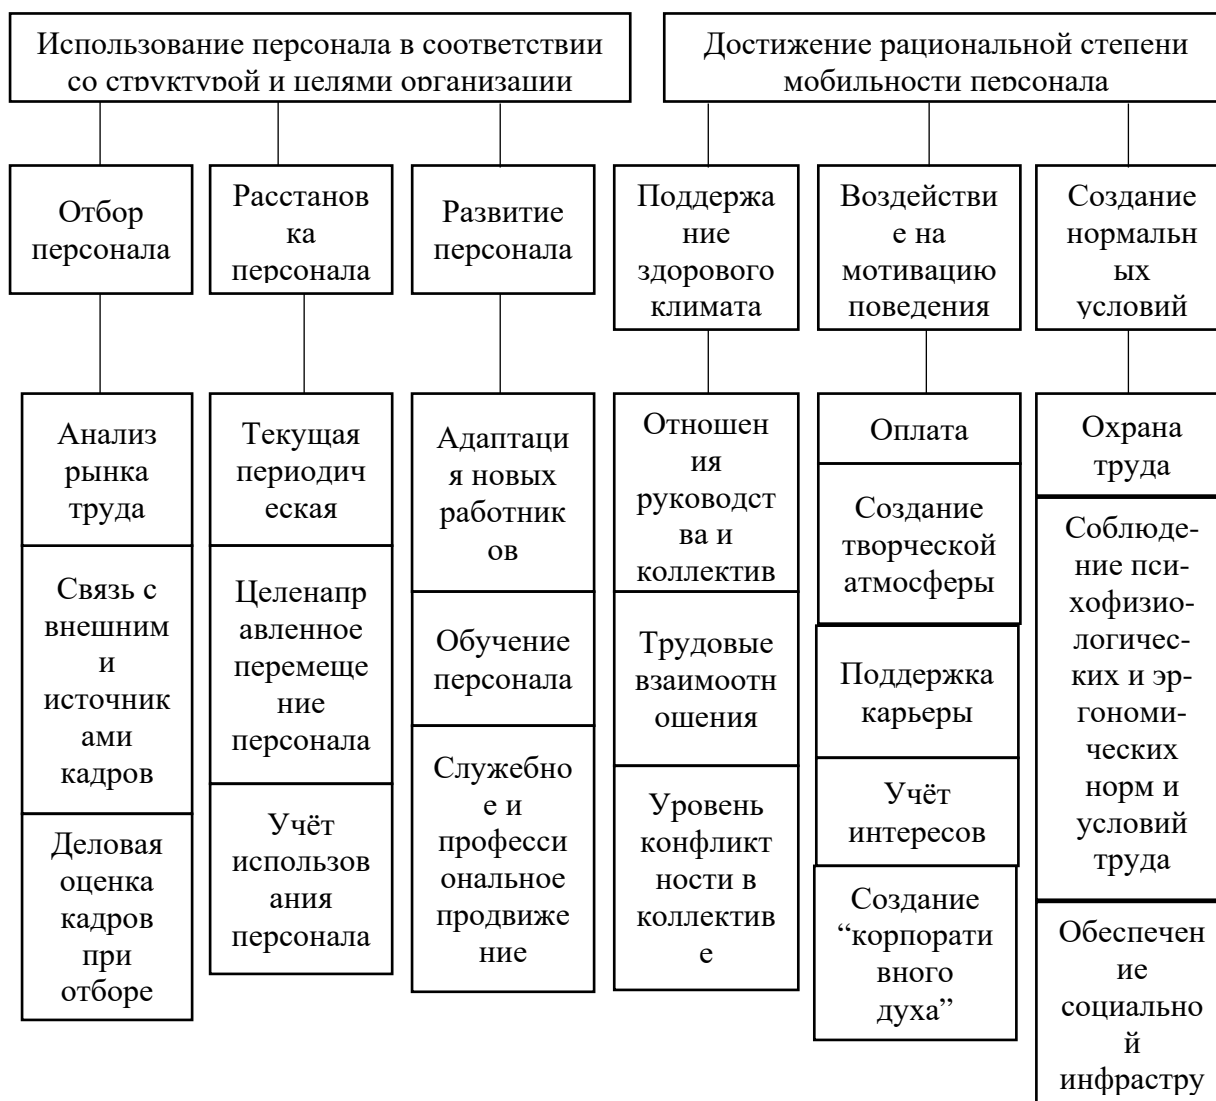 Использование персонала в соответствии
со структурой и целями организации
Достижение рациональной степени
мобильности персонала
Отбор
персонала
Расстанов
ка
персонала
Развитие
персонала
Поддержа
ние
здорового
климата
Воздействи
е на
мотивацию
поведения
Создание
нормальн
ых
условий
Анализ
рынка
труда
Связь с
внешним
и
источник
ами
кадров
Деловая
оценка
кадров
при
отборе
Текущая
периодич
еская
Целенапр
авленное
перемеще
ние
персонала
Учёт
использов
ания
персонала
Адаптаци
я новых
работник
ов
Обучение
персонала
Служебно
е и
професси
ональное
продвиже
ние
Отношен
ия
руководст
ва и
коллектив
Трудовые
взаимоотн
ошения
Уровень
конфликт
ности в
коллектив
е
Оплата
Создание
творческой
атмосферы
Поддержка
карьеры
Учёт
интересов
Создание
“корпорати
вного
духа”
Охрана
труда
Соблюде-
ние пси-
хофизио-
логичес-
ких и эр-
гономи-
ческих
норм и
условий
труда
Обеспечен
ие
социально
й
инфрастру